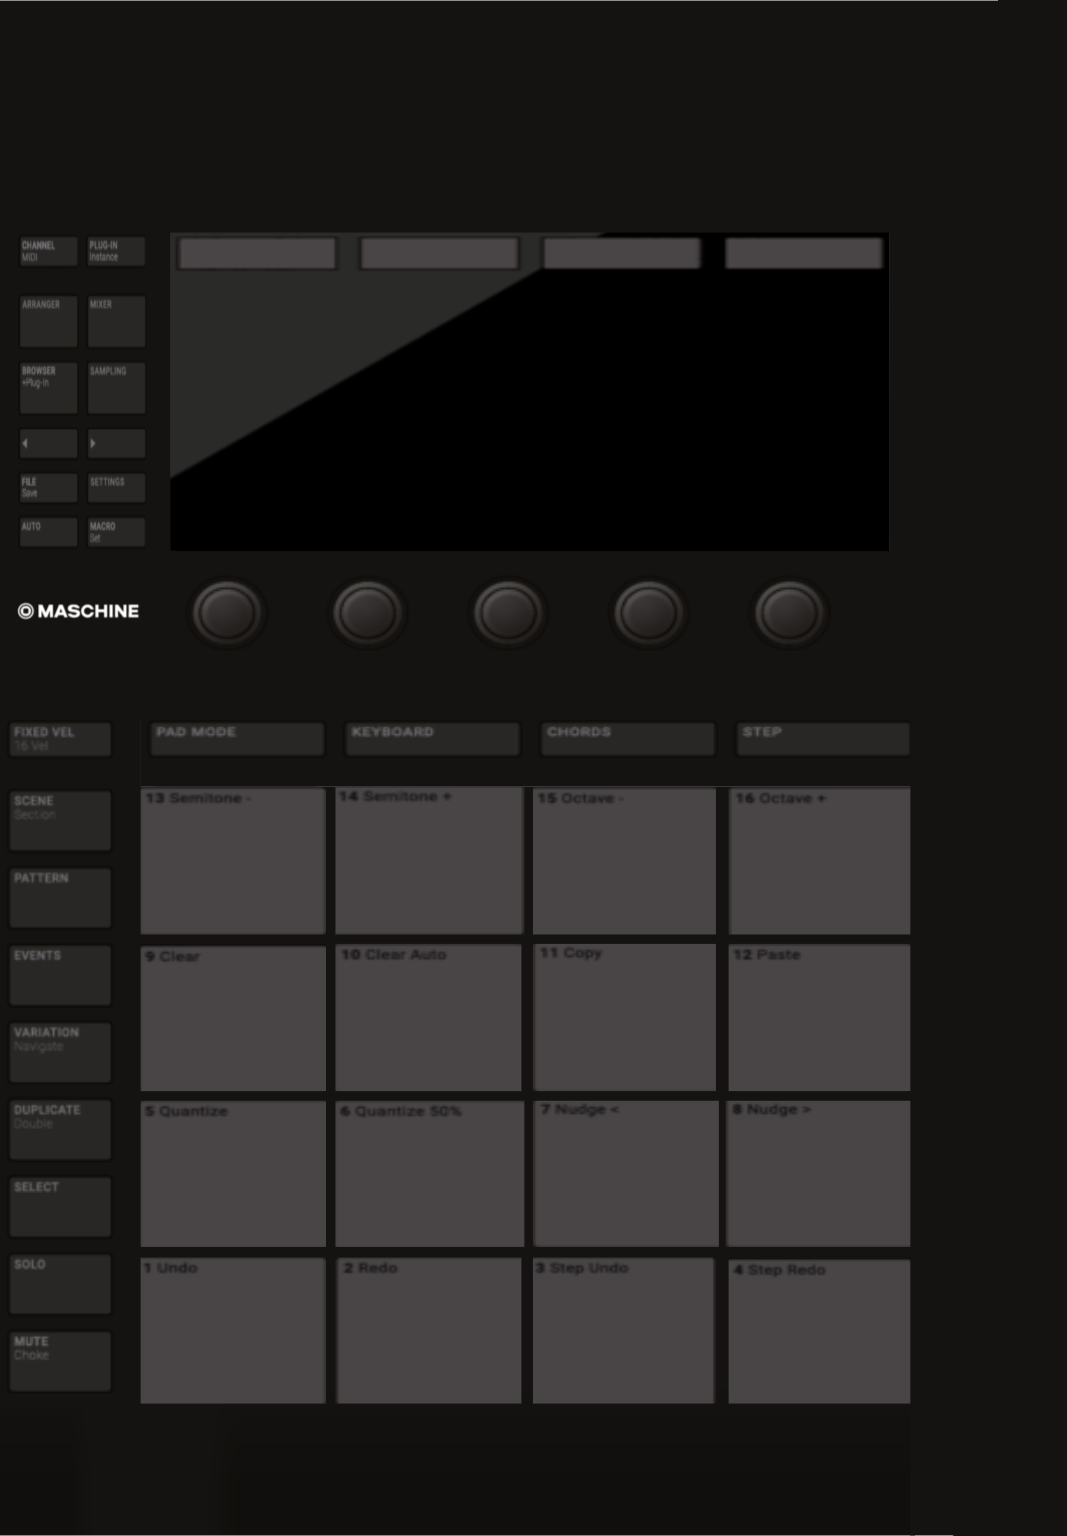 CHANNEL
MIDI
PLUG-IN
Instance
ARRANGER
MIXER
BROWSER
+Plug-in
SAMPLING
FILE
Save
SETTINGS
AUTO
MACRO
Set
MASCHINE
FIXED VEL
16 Vel
PAD MODE
KEYBOARD
CHORDS
STEP
SCENE
Section
13 Semitone -
14 Semitone +
15 Octave -
16 Octave +
PATTERN
EVENTS
9 Clear
10 Clear Auto
11 Copy
12 Paste
VARIATION
Navigate
DUPLICATE
Double
5 Quantize
6 Quantize 50%
7 Nudge <
8 Nudge >
SELECT
SOLO
1 Undo
2 Redo
3 Step Undo
4 Step Redo
MUTE
Choke